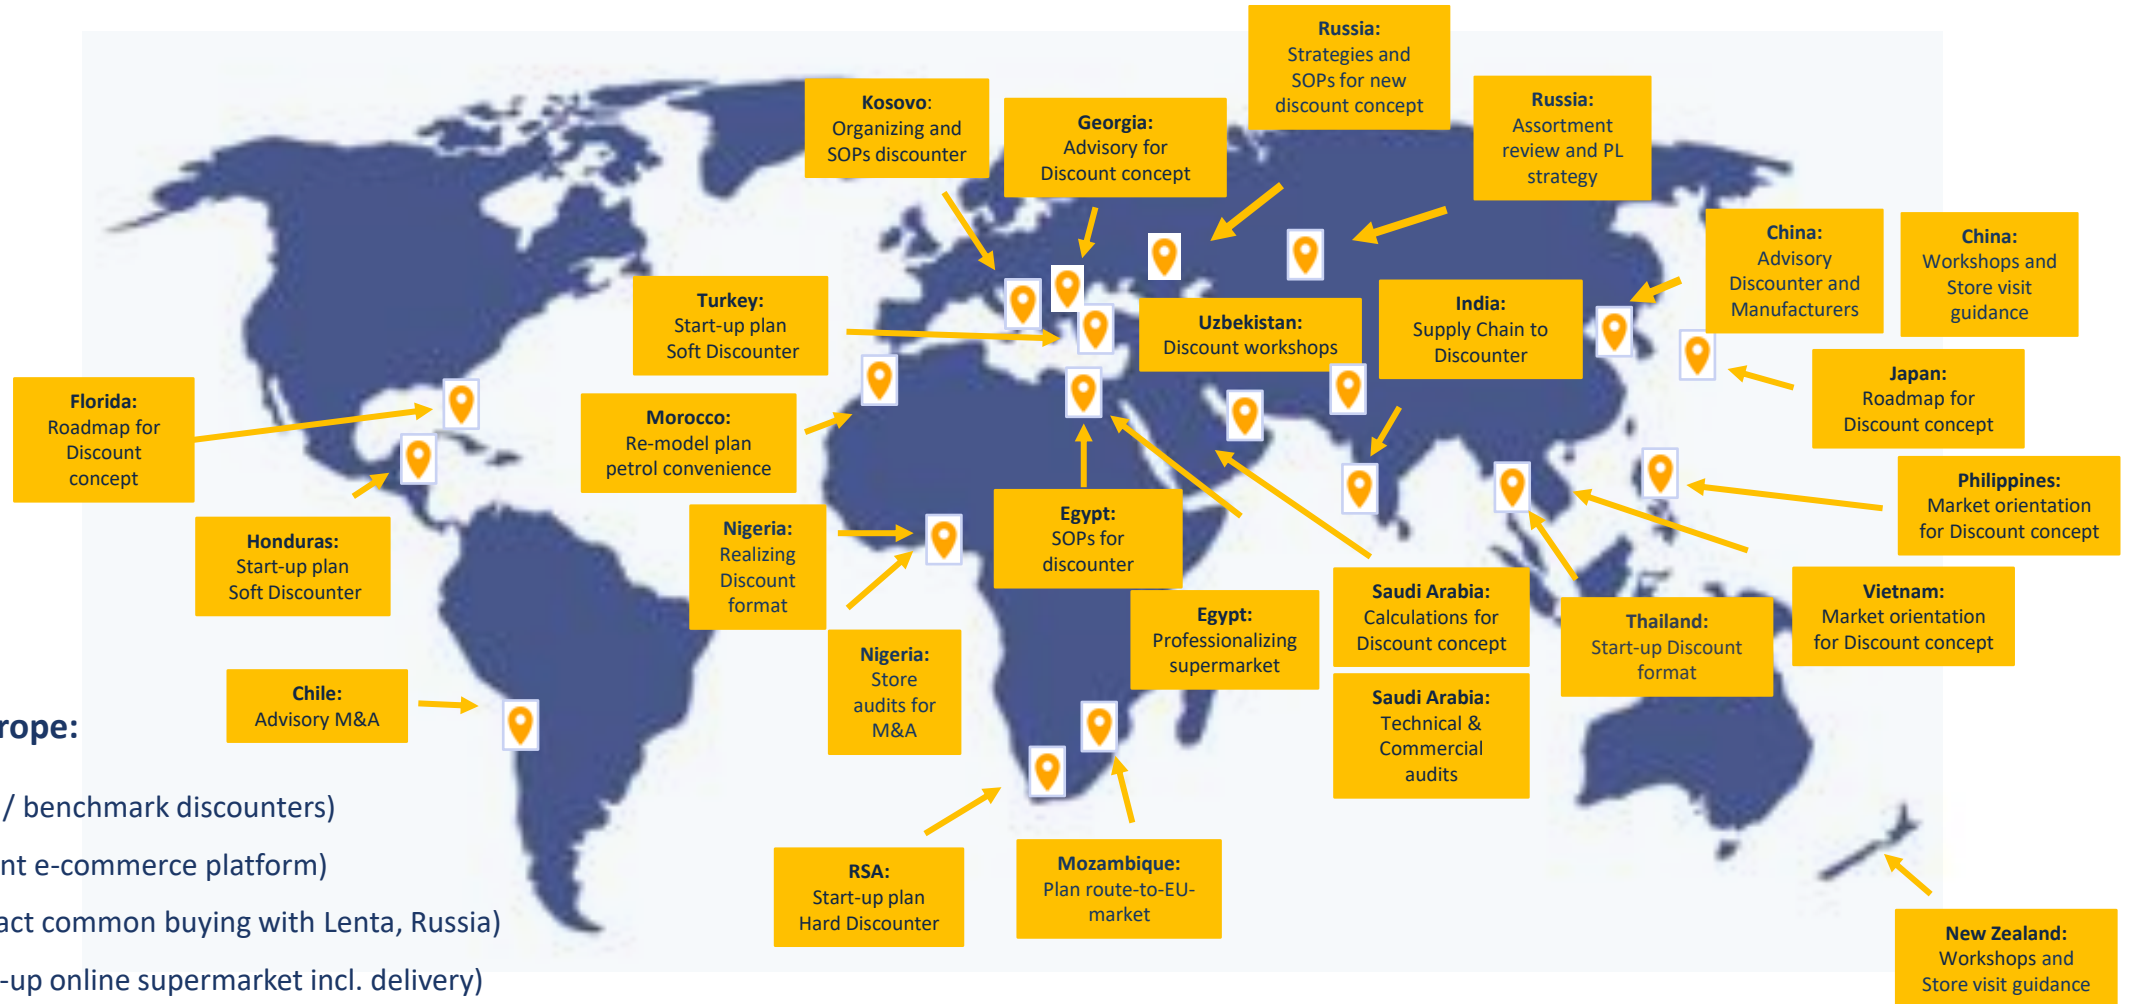 Russia:
Strategies and
SOPs for new
discount concept
Russia:
Assortment
review and PL
strategy
Kosovo:
Organizing and
SOPs discounter
Georgia:
Advisory for
Discount concept
China:
Advisory
Discounter and
Manufacturers
China:
Workshops and
Store visit
guidance
Turkey:
Start-up plan
Soft Discounter
Uzbekistan:
Discount workshops
India:
Supply Chain to
Discounter
Florida:
Roadmap for
Discount
concept
Morocco:
Re-model plan
petrol convenience
Japan:
Roadmap for
Discount concept
Philippines:
Market orientation
for Discount concept
Honduras:
Start-up plan
Soft Discounter
Nigeria:
Realizing
Discount
format
Egypt:
SOPs for
discounter
Egypt:
Professionalizing
supermarket
Saudi Arabia:
Calculations for
Discount concept
Thailand:
Start-up Discount
format
Vietnam:
Market orientation
for Discount concept
Nigeria:
Store
audits for
M&A
Chile:
Advisory M&A
Saudi Arabia:
Technical &
Commercial
audits
RSA:
Start-up plan
Hard Discounter
Mozambique:
Plan route-to-EU-
market
New Zealand:
Workshops and
Store visit guidance
rope:
/ benchmark discounters)
nt e-commerce platform)
act common buying with Lenta, Russia)
-up online supermarket incl. delivery)